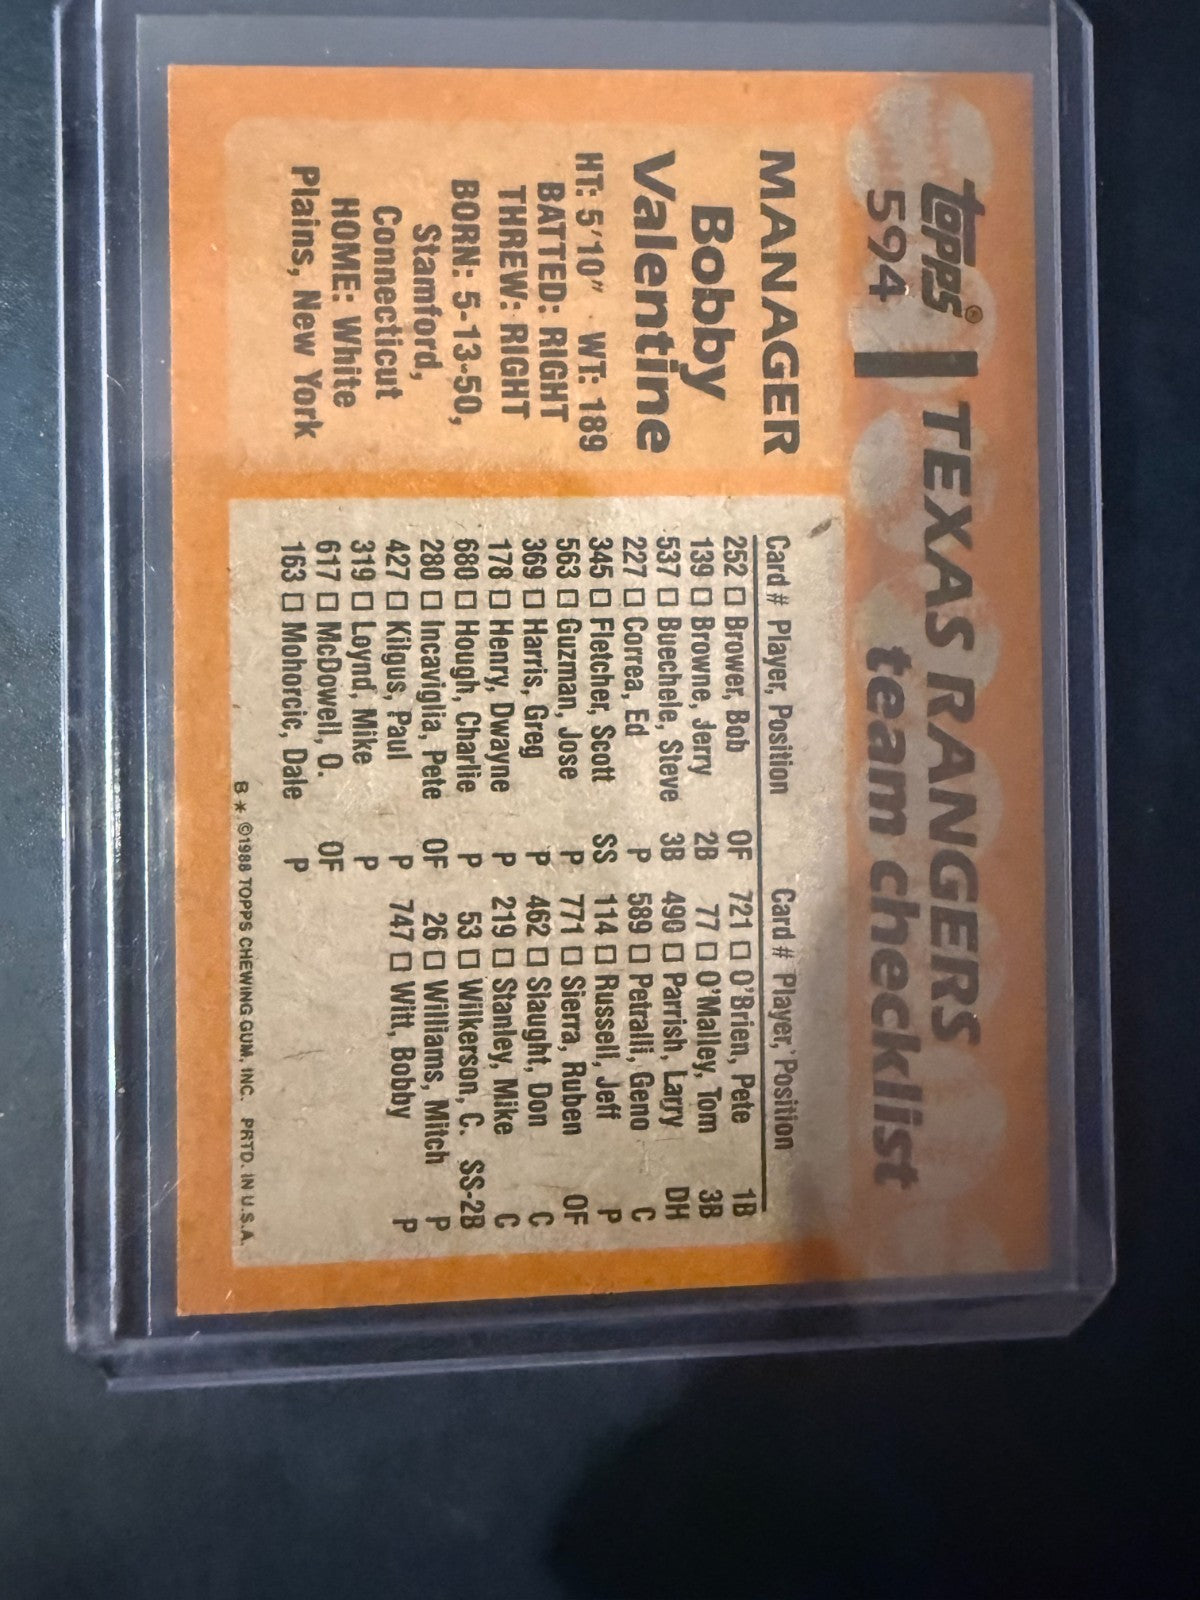 topps®
594
TEXAS RANGERS
team checklist
MANAGER
Bobby
Valentine
HT: 5'10" WT: 189
BATTED: RIGHT
THREW: RIGHT
BORN: 5-13-50,
Stamford,
Connecticut
HOME: White
Plains, New York
Card # Player, Position
252 □ Brower, Bob OF
139 □ Browne, Jerry 2B
537 □ Buechele, Steve 3B
227 □ Correa, Ed P
345 □ Fletcher, Scott SS
563 □ Guzman, Jose P
369 □ Harris, Greg P
178 □ Henry, Dwayne P
680 □ Hough, Charlie P
280 □ Incaviglia, Pete OF
427 □ Kilgus, Paul P
319 □ Loynd, Mike P
617 □ McDowell, O. OF
163 □ Mohorcic, Dale P
Card # Player, Position
721 □ O'Brien, Pete 1B
77 □ O'Malley, Tom 3B
490 □ Parrish, Larry DH
589 □ Petralli, Geno C
114 □ Russell, Jeff P
771 □ Sierra, Ruben OF
462 □ Slaught, Don C
219 □ Stanley, Mike C
53 □ Wilkerson, C. SS-2B
26 □ Williams, Mitch P
747 □ Witt, Bobby P
B * ©1988 TOPPS CHEWING GUM, INC. PRTD. IN U.S.A.